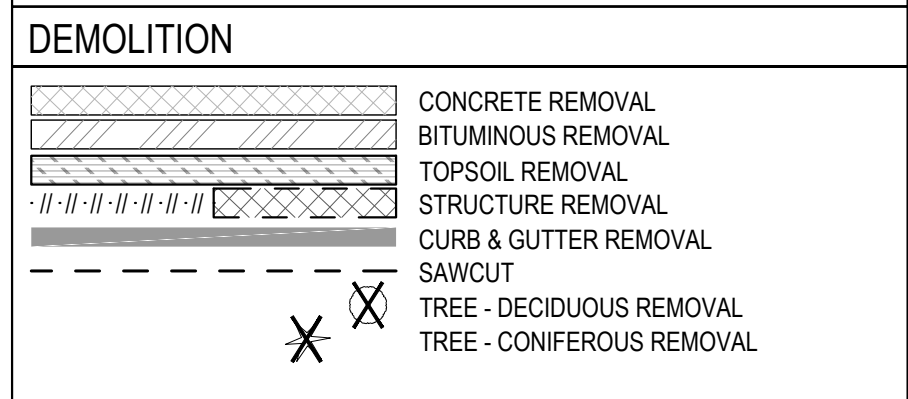 DEMOLITION
CONCRETE REMOVAL
BITUMINOUS REMOVAL
TOPSOIL REMOVAL
STRUCTURE REMOVAL
CURB & GUTTER REMOVAL
SAWCUT
TREE - DECIDUOUS REMOVAL
TREE - CONIFEROUS REMOVAL